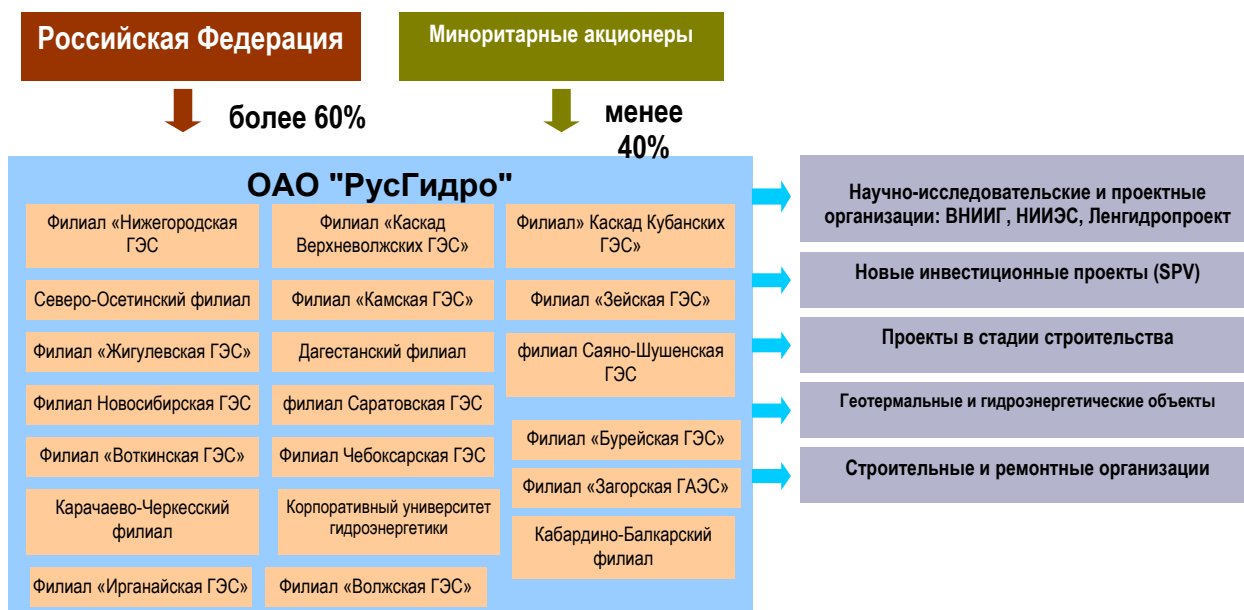 Российская Федерация
Миноритарные акционеры
более 60%
менее
40%
ОАО "РусГидро"
Филиал «Нижегородская
ГЭС
Филиал «Каскад
Верхневолжских ГЭС»
Филиал» Каскад Кубанских
ГЭС»
Северо-Осетинский филиал
Филиал «Камская ГЭС»
Филиал «Зейская ГЭС»
Филиал «Жигулевская ГЭС»
Дагестанский филиал
филиал Саяно-Шушенская
ГЭС
Филиал Новосибирская ГЭС
филиал Саратовская ГЭС
Филиал «Бурейская ГЭС»
Филиал «Воткинская ГЭС»
Филиал Чебоксарская ГЭС
Филиал «Загорская ГАЭС»
Карачаево-Черкесский
филиал
Корпоративный университет
гидроэнергетики
Кабардино-Балкарский
филиал
Филиал «Ирганайская ГЭС»
Филиал «Волжская ГЭС»
Научно-исследовательские и проектные
организации: ВНИИГ, НИИЭС, Ленгидропроект
Новые инвестиционные проекты (SPV)
Проекты в стадии строительства
Геотермальные и гидроэнергетические объекты
Строительные и ремонтные организации